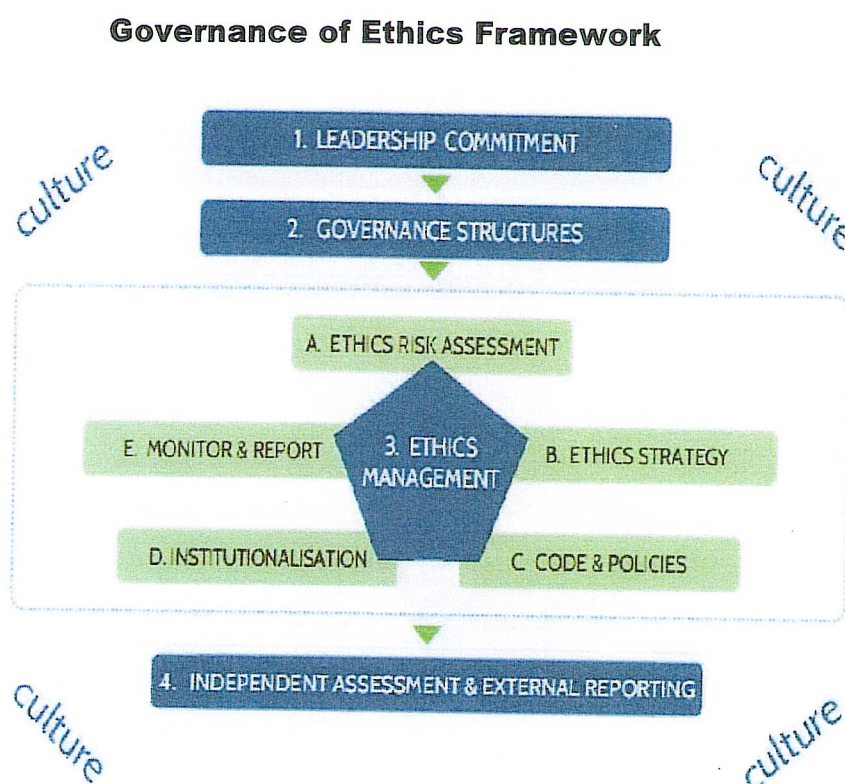 Governance of Ethics Framework
culture
culture
1. LEADERSHIP COMMITMENT
2. GOVERNANCE STRUCTURES
A. ETHICS RISK ASSESSMENT
E. MONITOR & REPORT
3. ETHICS
MANAGEMENT
B. ETHICS STRATEGY
D. INSTITUTIONALISATION
C. CODE & POLICIES
4. INDEPENDENT ASSESSMENT & EXTERNAL REPORTING
culture
culture